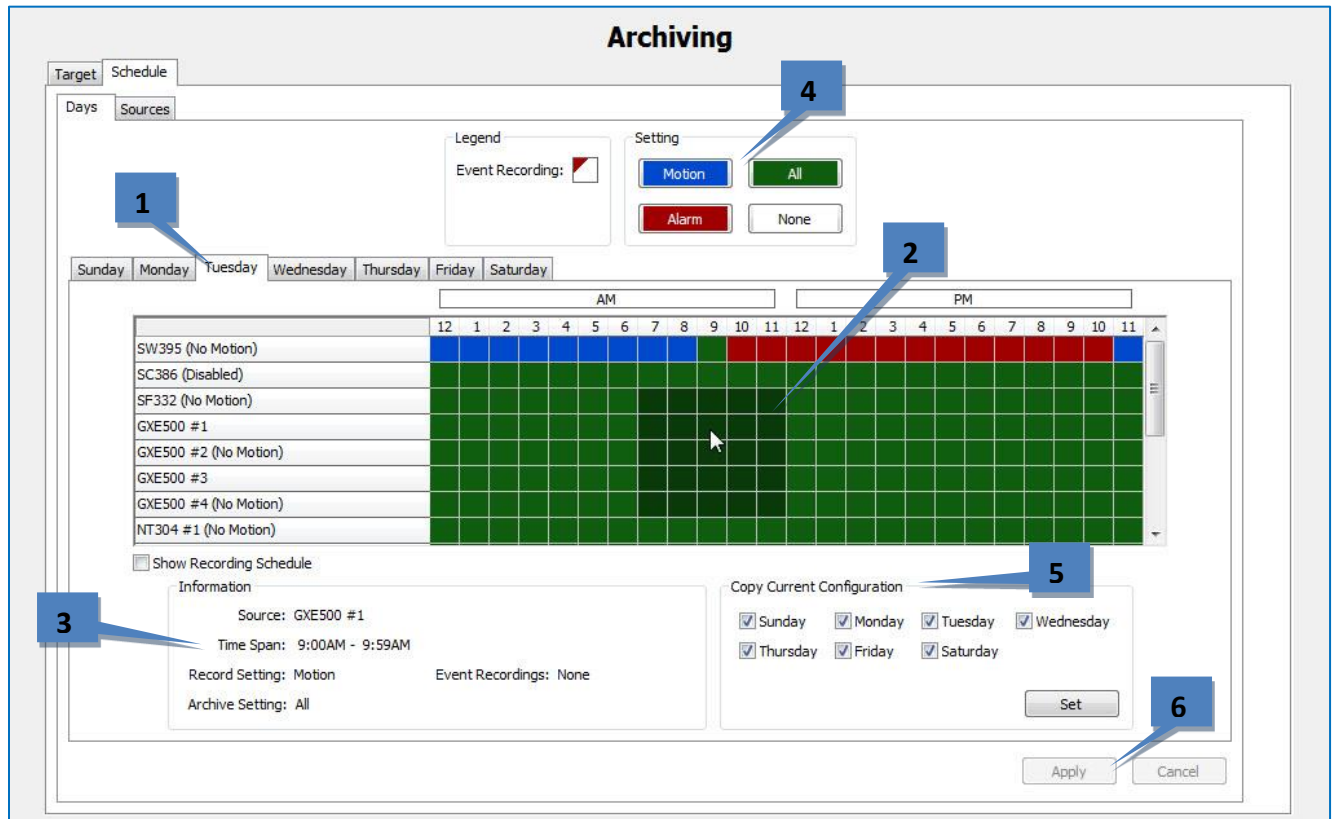 Archiving
Target Schedule
4
Days Sources
Legend Setting
Event Recording: Motion All
1
Alarm None
2
Sunday Monday Tuesday Wednesday Thursday Friday Saturday
AM PM
12 1 2 3 4 5 6 7 8 9 10 11 12 1 2 3 4 5 6 7 8 9 10 11
SW395 (No Motion)
SC386 (Disabled)
SF332 (No Motion)
GXE500 #1
GXE500 #2 (No Motion)
GXE500 #3
GXE500 #4 (No Motion)
NT304 #1 (No Motion)
Show Recording Schedule
5
Information Copy Current Configuration
3
Source: GXE500 #1 Sunday Monday Tuesday Wednesday
Time Span: 9:00AM - 9:59AM Thursday Friday Saturday
Record Setting: Motion Event Recordings: None
Archive Setting: All Set
6
Apply Cancel